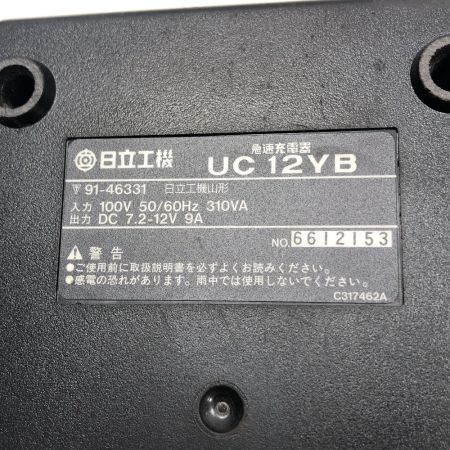 日立工機 急速充電器 UC 12YB
〒91-46331 日立工機山形
入力 100V 50/60Hz 310VA
出力 DC 7.2-12V 9A
NO. 6612153
⚠ 警告
●ご使用前に取扱説明書を必ずよくお読みください。
●感電の恐れがあります。雨中では使用しないでください。
C317462A